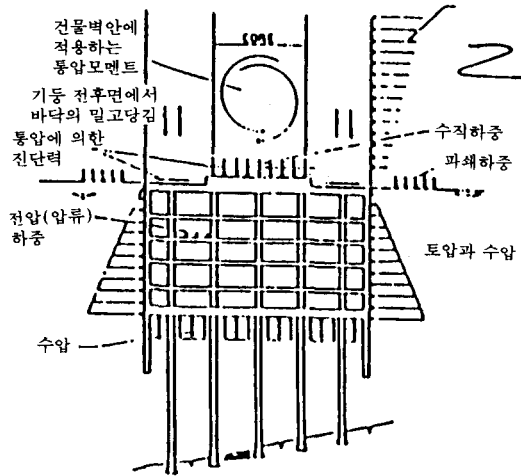 건물벽안에
적용하는
통압모멘트
기둥 전후면에서
바닥의 밀고당김
통압에 의한
진단력
수직하중
파쇄하중
전압(압류)
하중
토압과 수압
수압